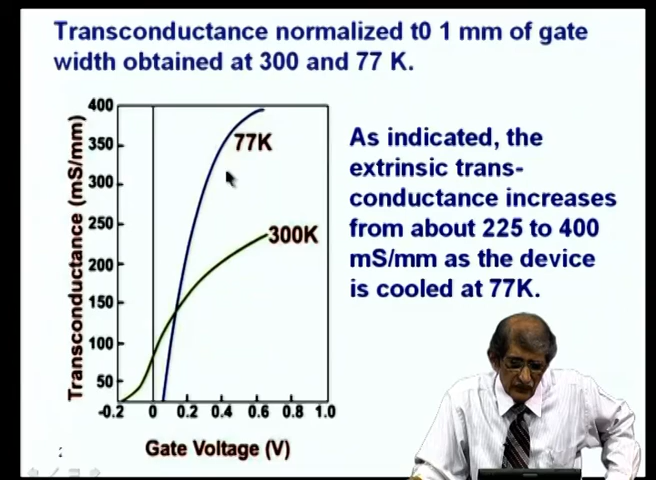 Transconductance normalized t0 1 mm of gate
width obtained at 300 and 77 K.
400
350
300
250
200
150
100
50
Transconductance (mS/mm)
77K
300K
-0.2 0 0.2 0.4 0.6 0.8 1.0
Gate Voltage (V)
As indicated, the
extrinsic trans-
conductance increases
from about 225 to 400
mS/mm as the device
is cooled at 77K.